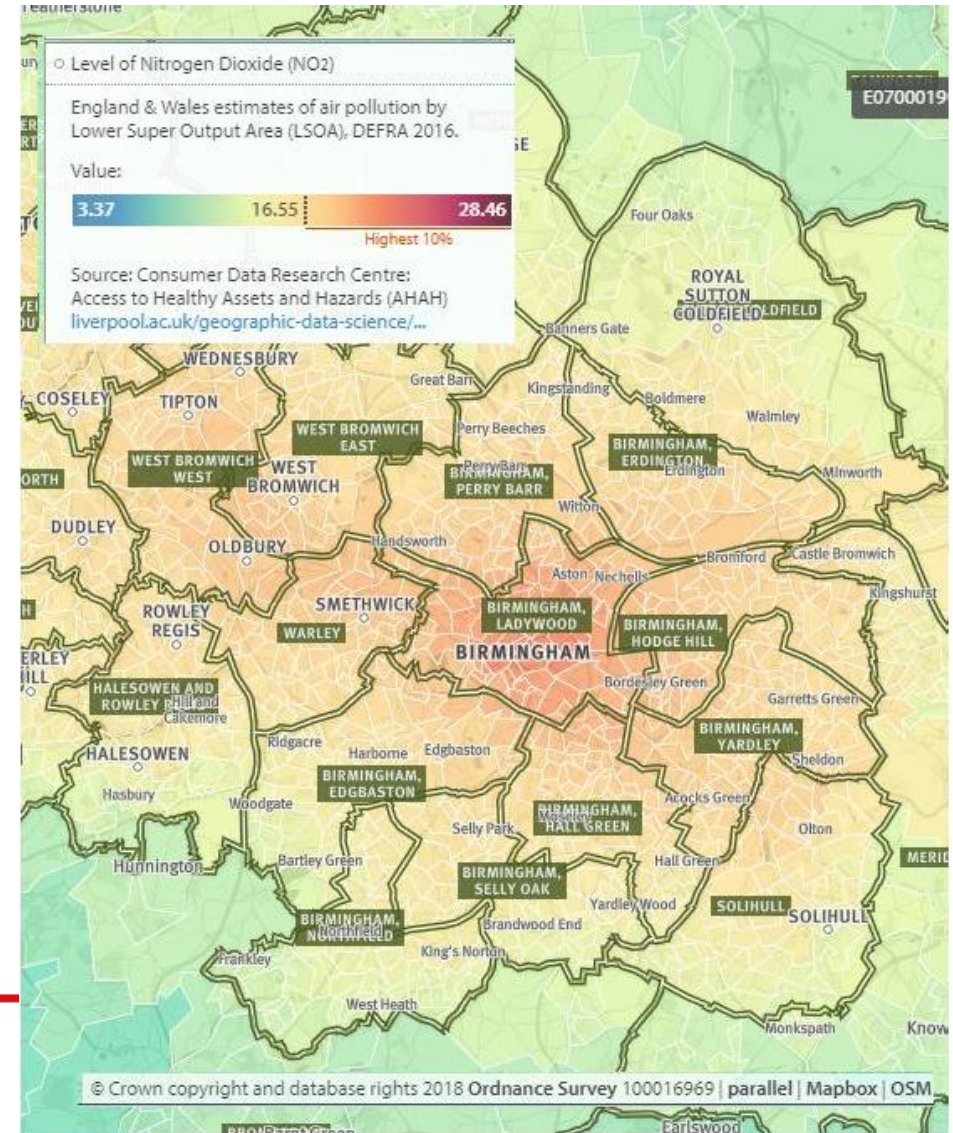 Featherstone
Level of Nitrogen Dioxide (NO2)
England & Wales estimates of air pollution by
Lower Super Output Area (LSOA), DEFRA 2016.
Value:
3.37 16.55 28.46
Highest 10%
Source: Consumer Data Research Centre:
Access to Healthy Assets and Hazards (AHAH)
liverpool.ac.uk/geographic-data-science/...
E0700019
Four Oaks
ROYAL
SUTTON
COLDFIELD
Banners Gate
WEDNESBURY
Great Barr
Kingstanding
COSELEY
TIPTON
Boldmere
Walmley
WEST BROMWICH
EAST
Perry Beeches
BIRMINGHAM,
ERDINGTON
Erdington
WEST BROMWICH
WEST
WEST
BROMWICH
BIRMINGHAM,
PERRY BARR
Minworth
Witton
DUDLEY
OLDBURY
Handsworth
Bromford
Castle Bromwich
Aston
Nechells
Kingshurst
ROWLEY
REGIS
SMETHWICK
WARLEY
BIRMINGHAM,
LADYWOOD
BIRMINGHAM,
HODGE HILL
BIRMINGHAM
Bordesley Green
HALESOWEN AND
ROWLEY
Hill and
Cakemore
Garretts Green
Ridgacre
Harborne
Edgbaston
BIRMINGHAM,
YARDLEY
HALESOWEN
Sheldon
BIRMINGHAM,
EDGBASTON
Hasbury
Woodgate
Acocks Green
BIRMINGHAM,
HALL GREEN
Moseley
Selly Park
Olton
Hunnington
Bartley Green
Hall Green
BIRMINGHAM,
SELLY OAK
Yardley Wood
SOLIHULL
SOLIHULL
BIRMINGHAM,
NORTHFIELD
Northfield
Brandwood End
Frankley
King's Norton
West Heath
Monkspath
© Crown copyright and database rights 2018 Ordnance Survey 100016969 | parallel | Mapbox | OSM
Earlswood